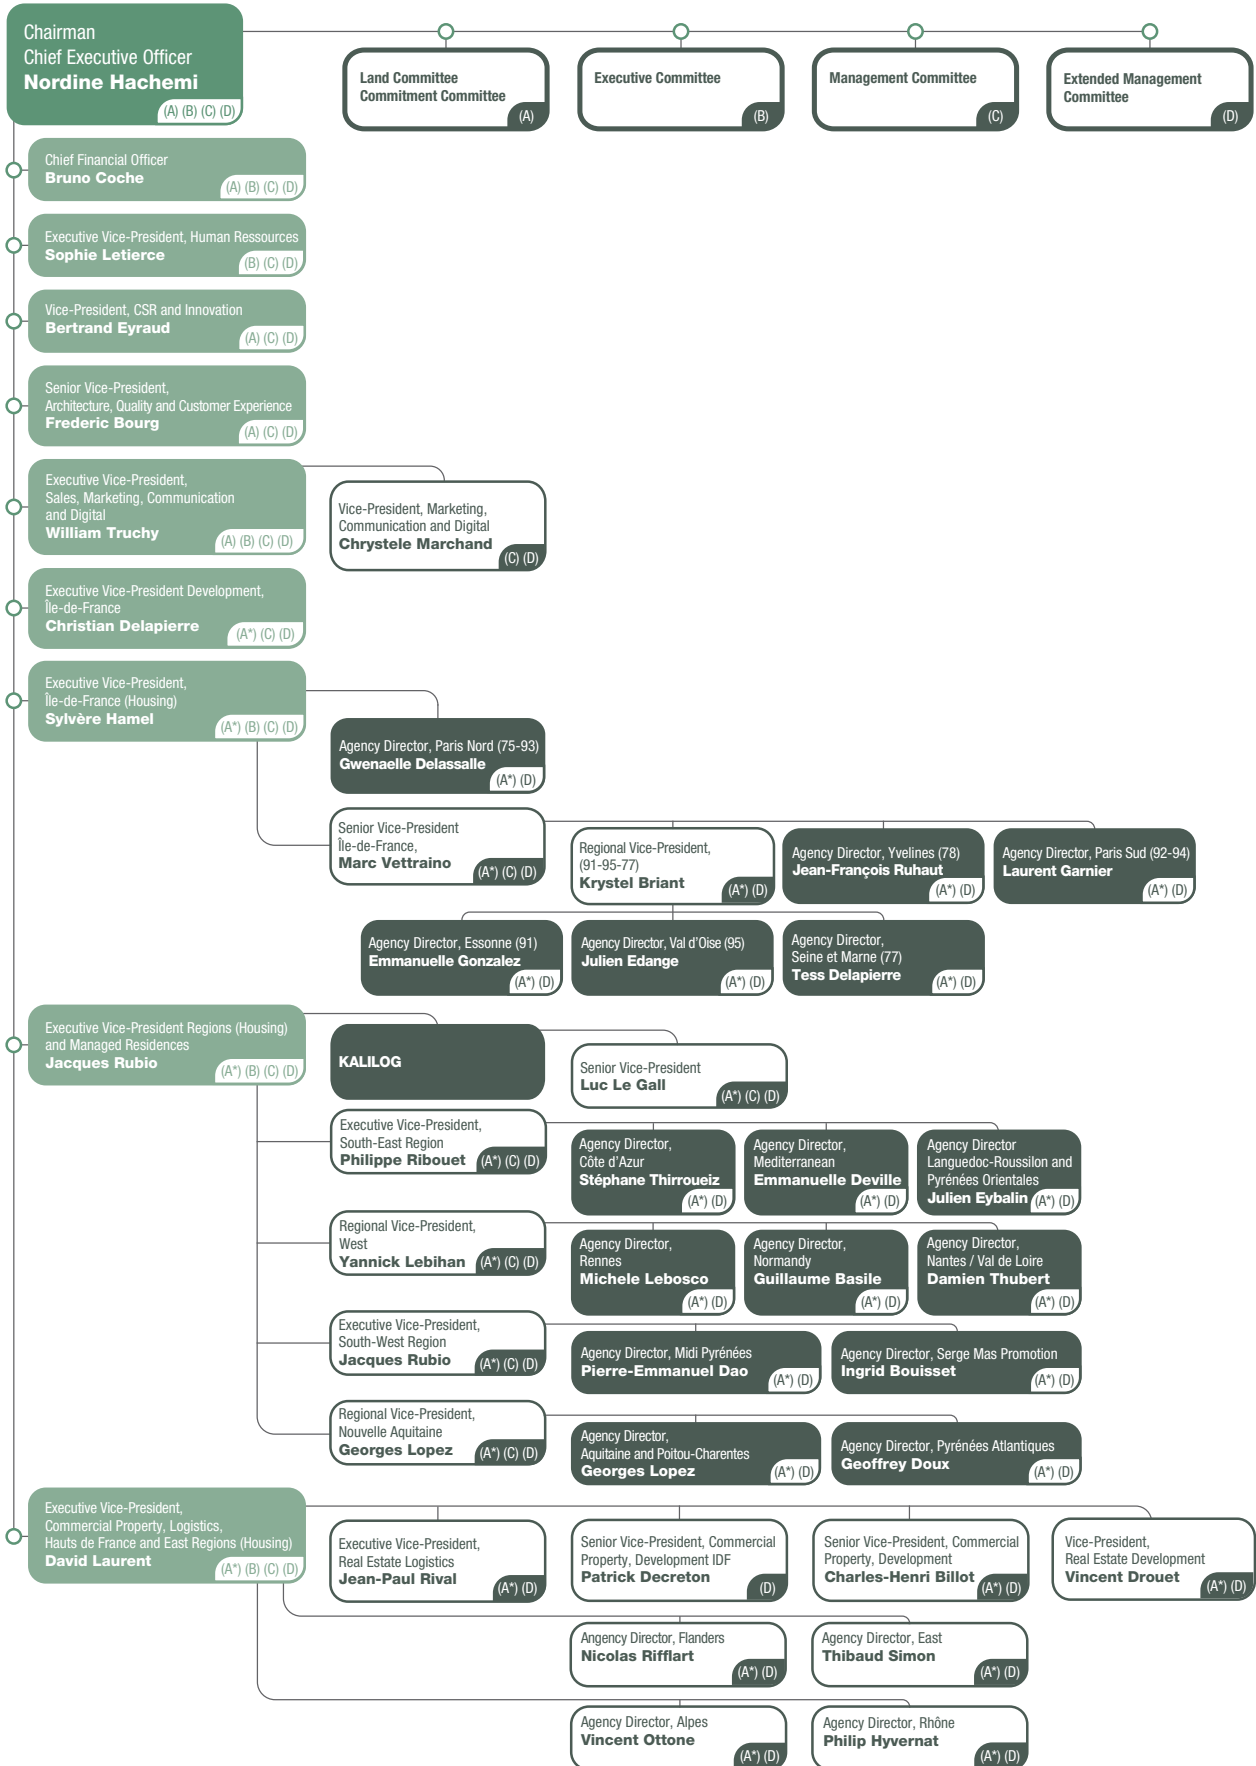 Chairman
Chief Executive Officer
Nordine Hachemi
(A) (B) (C) (D)
Land Committee
Commitment Committee
(A)
Executive Committee
(B)
Management Committee
(C)
Extended Management
Committee
(D)
Chief Financial Officer
Bruno Coche
(A) (B) (C) (D)
Executive Vice-President, Human Ressources
Sophie Letierce
(B) (C) (D)
Vice-President, CSR and Innovation
Bertrand Eyraud
(A) (C) (D)
Senior Vice-President,
Architecture, Quality and Customer Experience
Frederic Bourg
(A) (C) (D)
Executive Vice-President,
Sales, Marketing, Communication
and Digital
William Truchy
(A) (B) (C) (D)
Vice-President, Marketing,
Communication and Digital
Chrystele Marchand
(C) (D)
Executive Vice-President Development,
Île-de-France
Christian Delapierre
(A*) (C) (D)
Executive Vice-President,
Île-de-France (Housing)
Sylvère Hamel
(A*) (B) (C) (D)
Agency Director, Paris Nord (75-93)
Gwenaelle Delassalle
(A*) (D)
Senior Vice-President
Île-de-France,
Marc Vettraino
(A*) (C) (D)
Regional Vice-President,
(91-95-77)
Krystel Briant
(A*) (D)
Agency Director, Yvelines (78)
Jean-François Ruhaut
(A*) (D)
Agency Director, Paris Sud (92-94)
Laurent Garnier
(A*) (D)
Agency Director, Essonne (91)
Emmanuelle Gonzalez
(A*) (D)
Agency Director, Val d'Oise (95)
Julien Edange
(A*) (D)
Agency Director,
Seine et Marne (77)
Tess Delapierre
(A*) (D)
Executive Vice-President Regions (Housing)
and Managed Residences
Jacques Rubio
(A*) (B) (C) (D)
KALILOG
Senior Vice-President
Luc Le Gall
(A*) (C) (D)
Executive Vice-President,
South-East Region
Philippe Ribouet
(A*) (C) (D)
Agency Director,
Côte d'Azur
Stéphane Thirroueiz
(A*) (D)
Agency Director,
Mediterranean
Emmanuelle Deville
(A*) (D)
Agency Director
Languedoc-Roussilon and
Pyrénées Orientales
Julien Eybalin
(A*) (D)
Regional Vice-President,
West
Yannick Lebihan
(A*) (C) (D)
Agency Director,
Rennes
Michele Lebosco
(A*) (D)
Agency Director,
Normandy
Guillaume Basile
(A*) (D)
Agency Director,
Nantes / Val de Loire
Damien Thubert
(A*) (D)
Executive Vice-President,
South-West Region
Jacques Rubio
(A*) (C) (D)
Agency Director, Midi Pyrénées
Pierre-Emmanuel Dao
(A*) (D)
Agency Director, Serge Mas Promotion
Ingrid Bouisset
(A*) (D)
Regional Vice-President,
Nouvelle Aquitaine
Georges Lopez
(A*) (C) (D)
Agency Director,
Aquitaine and Poitou-Charentes
Georges Lopez
(A*) (D)
Agency Director, Pyrénées Atlantiques
Geoffrey Doux
(A*) (D)
Executive Vice-President,
Commercial Property, Logistics,
Hauts de France and East Regions (Housing)
David Laurent
(A*) (B) (C) (D)
Executive Vice-President,
Real Estate Logistics
Jean-Paul Rival
(A*) (D)
Senior Vice-President, Commercial
Property, Development IDF
Patrick Decreton
(D)
Senior Vice-President, Commercial
Property, Development
Charles-Henri Billot
(A*) (D)
Vice-President,
Real Estate Development
Vincent Drouet
(A*) (D)
Angency Director, Flanders
Nicolas Rifflart
(A*) (D)
Agency Director, East
Thibaud Simon
(A*) (D)
Agency Director, Alpes
Vincent Ottone
(A*) (D)
Agency Director, Rhône
Philip Hyvernat
(A*) (D)